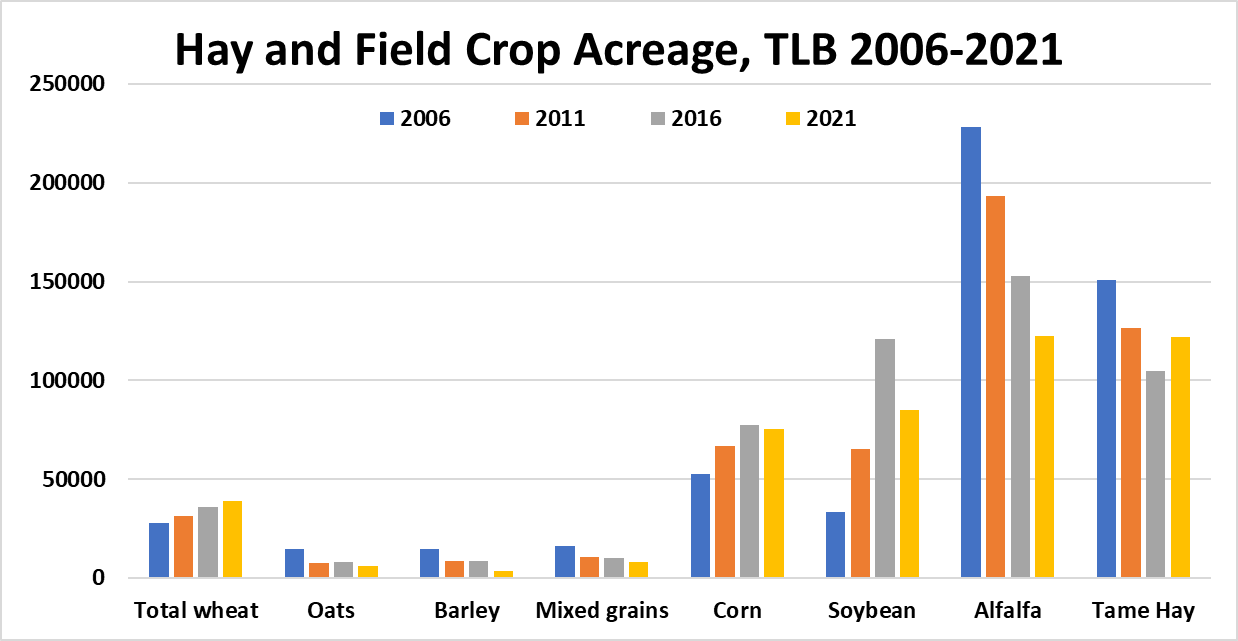 Hay and Field Crop Acreage, TLB 2006-2021
250000
2006 2011 2016 2021
200000
150000
100000
50000
0
Total wheat Oats Barley Mixed grains Corn Soybean Alfalfa Tame Hay